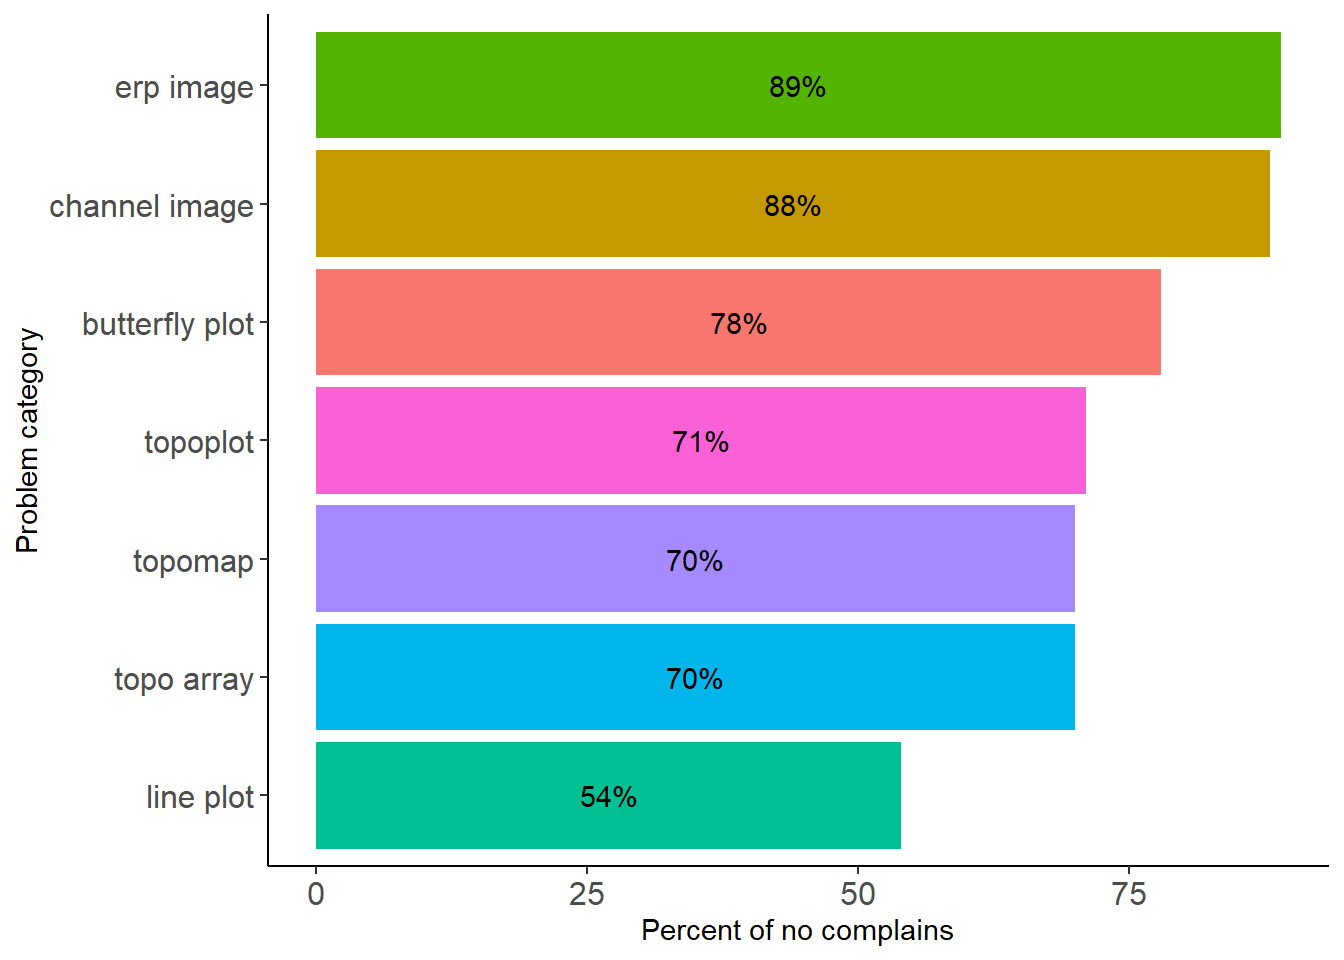 Problem category
erp image
89%
channel image
88%
butterfly plot
78%
topoplot
71%
topomap
70%
topo array
70%
line plot
54%
0 25 50 75
Percent of no complains